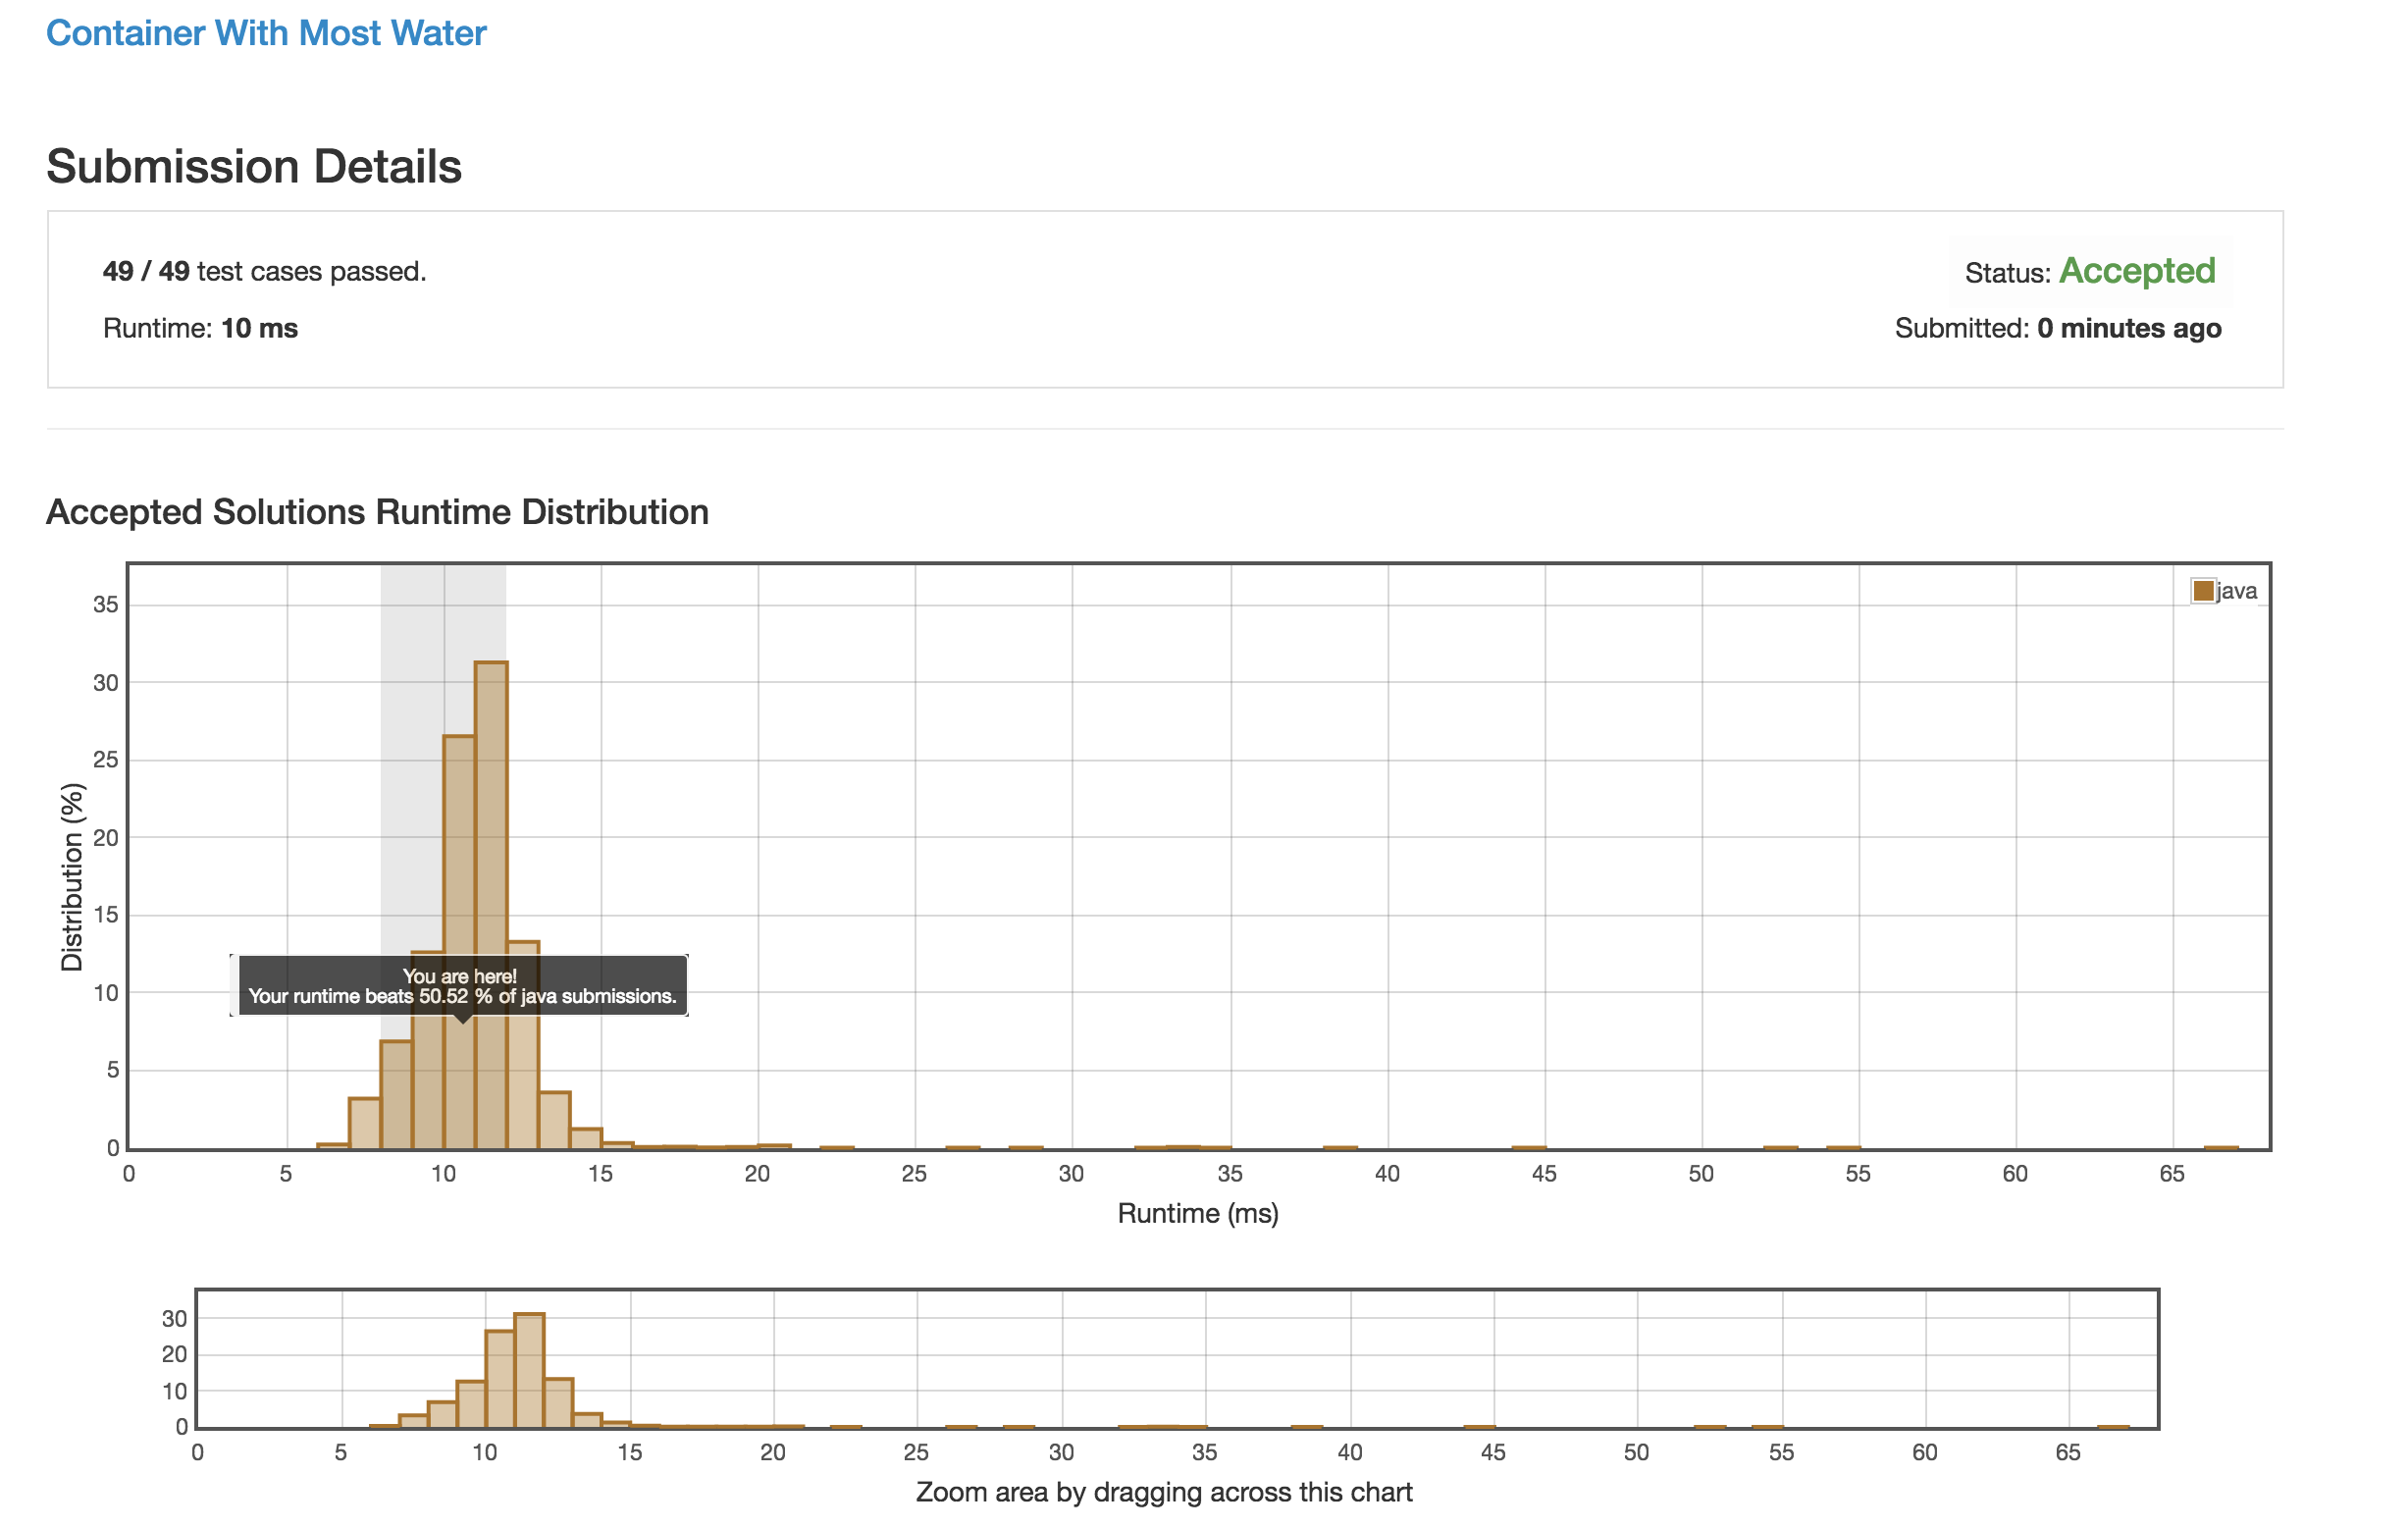 Container With Most Water
Submission Details
49 / 49 test cases passed.
Status: Accepted
Runtime: 10 ms
Submitted: 0 minutes ago
Accepted Solutions Runtime Distribution
java
35
30
25
20
15
10
5
0
Distribution (%)
You are here!
Your runtime beats 50.52 % of java submissions.
0 5 10 15 20 25 30 35 40 45 50 55 60 65
Runtime (ms)
30
20
10
0
0 5 10 15 20 25 30 35 40 45 50 55 60 65
Zoom area by dragging across this chart